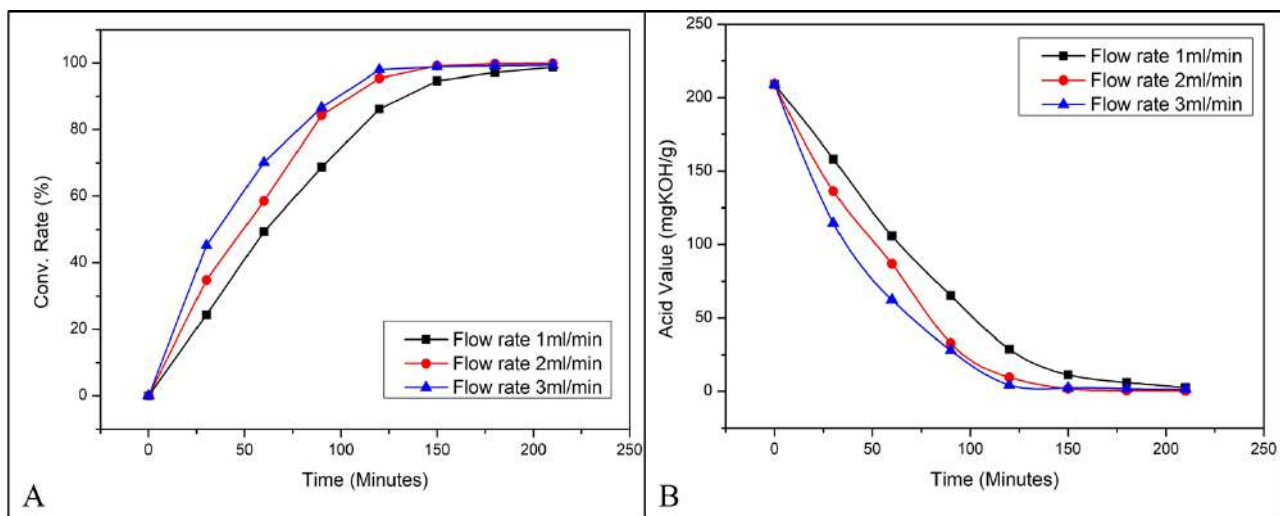 100
80
60
40
20
0
Conv. Rate (%)
Flow rate 1ml/min
Flow rate 2ml/min
Flow rate 3ml/min
0
50
100
150
200
250
Time (Minutes)
A
250
200
150
100
50
0
Acid Value (mgKOH/g)
Flow rate 1ml/min
Flow rate 2ml/min
Flow rate 3ml/min
0
50
100
150
200
250
Time (Minutes)
B